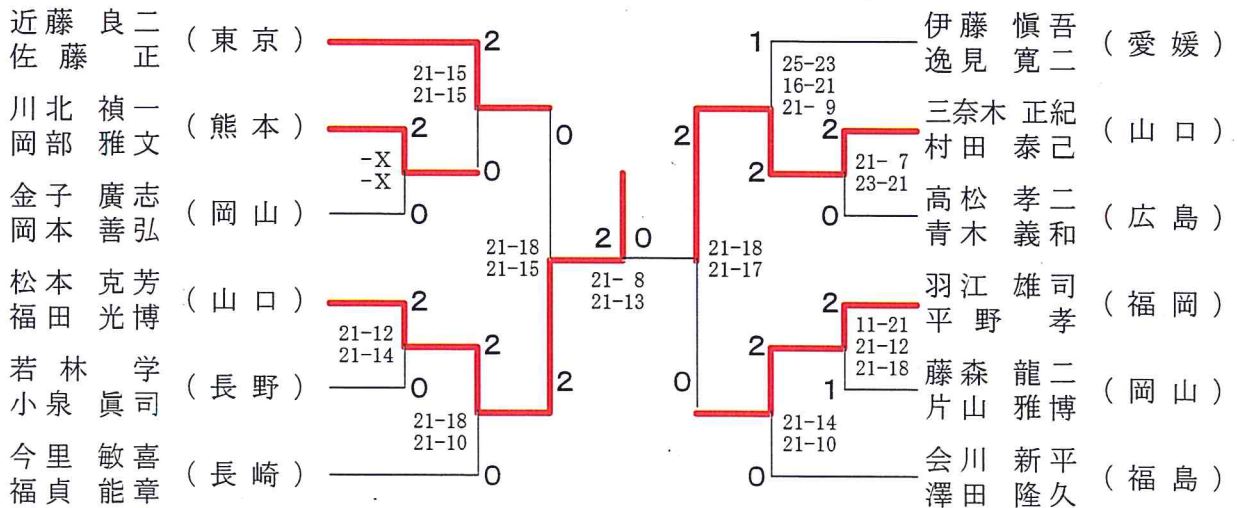 近藤 良二
佐藤 正
(東京)
川北 禎一
岡部 雅文
(熊本)
金子 廣志
岡本 善弘
(岡山)
松本 克芳
福田 光博
(山口)
若林 学
小泉 眞司
(長野)
今里 敏喜
福貞 能章
(長崎)
2
21-15
21-15
2
-X
-X
0
0
0
21-18
21-15
2
21-12
21-14
0
2
21-18
21-10
0
2
2
0
21- 8
21-13
1
25-23
16-21
21- 9
2
2
2
21- 7
23-21
0
21-18
21-17
0
2
2
11-21
21-12
21-18
1
21-14
21-10
0
伊藤 愼吾
逸見 寛二
(愛媛)
三奈木 正紀
村田 泰己
(山口)
高松 孝二
青木 義和
(広島)
羽江 雄司
平野 孝
(福岡)
藤森 龍二
片山 雅博
(岡山)
会川 新平
澤田 隆久
(福島)